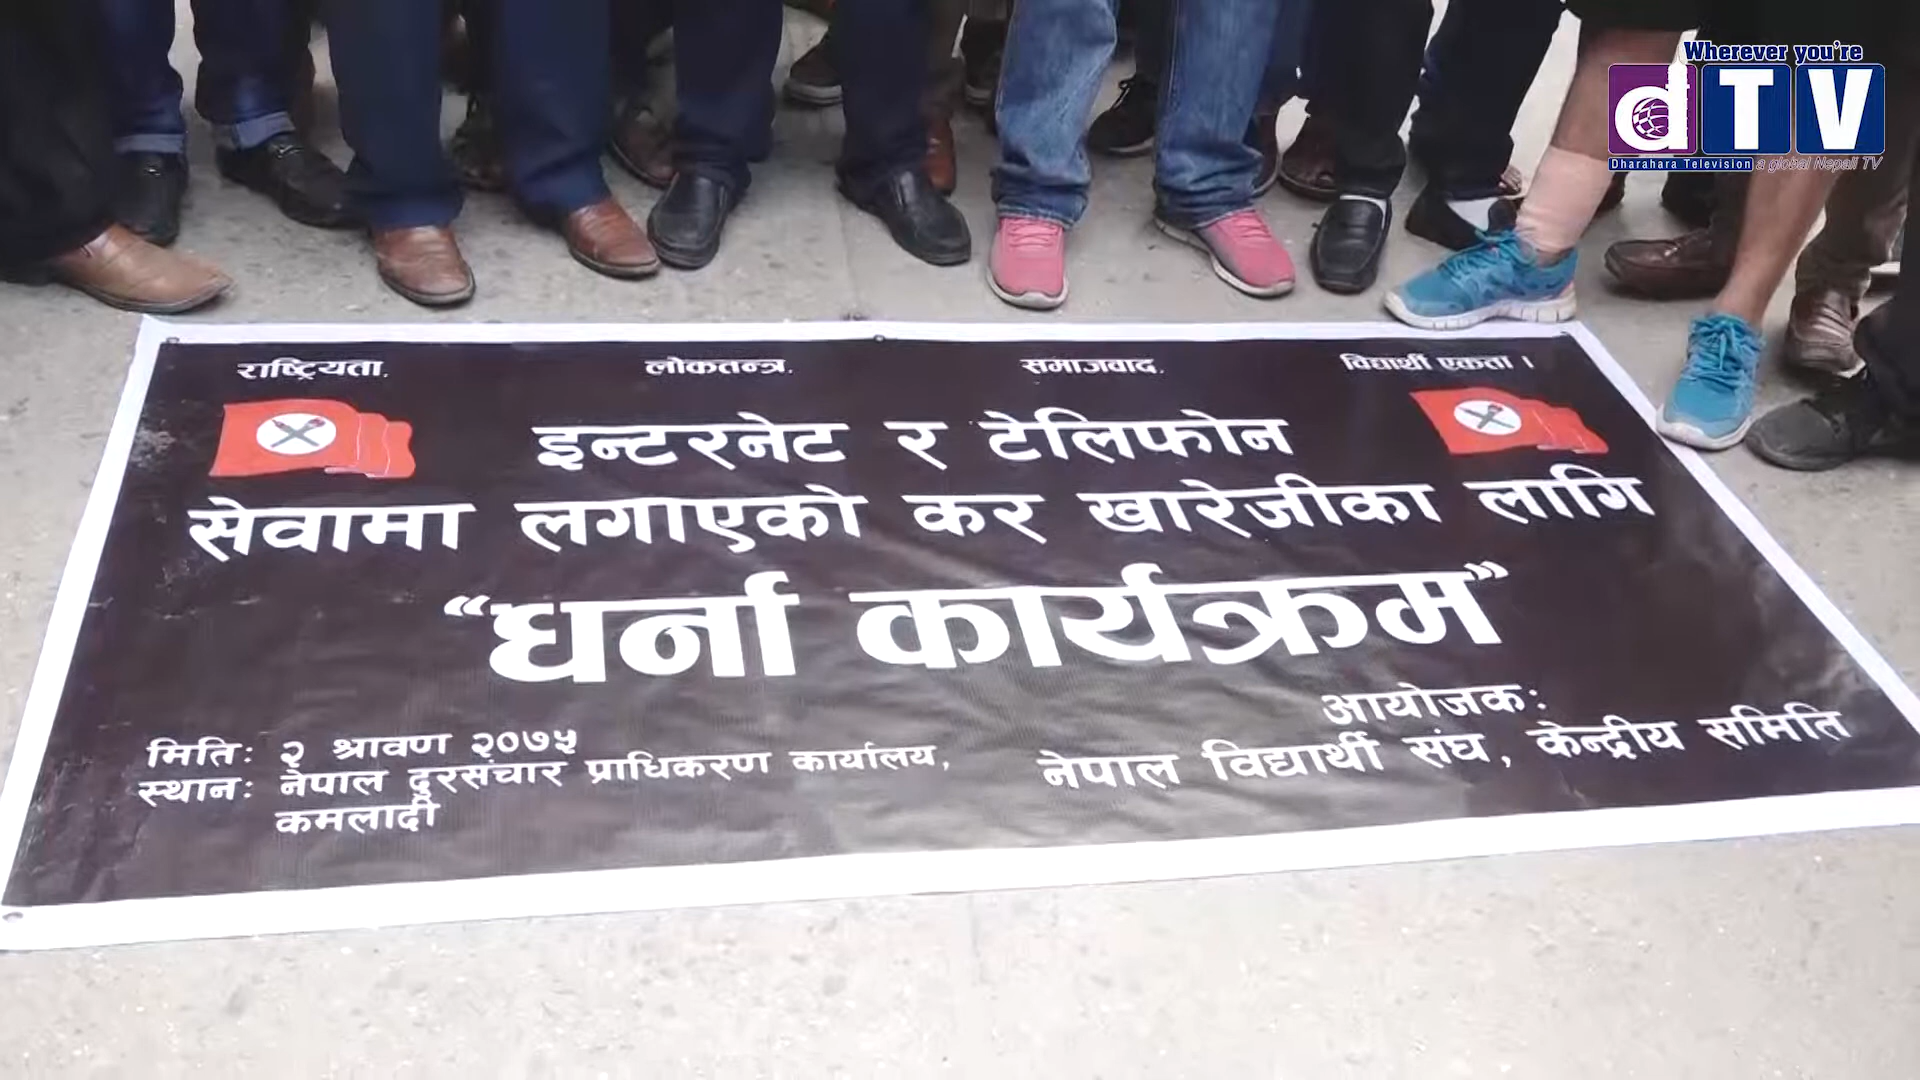 Wherever you're
dTV
Dharahara Television a global Nepali TV
राष्ट्रियता, लोकतन्त्र, समाजवाद, विद्यार्थी एकता ।
इन्टरनेट र टेलिफोन
सेवामा लगाएको कर खारेजीका लागि
“धर्ना कार्यक्रम”
मितिः २ श्रावण २०७५
स्थानः नेपाल दुरसंचार प्राधिकरण कार्यालय,
कमलादी
आयोजकः
नेपाल विद्यार्थी संघ, केन्द्रीय समिति